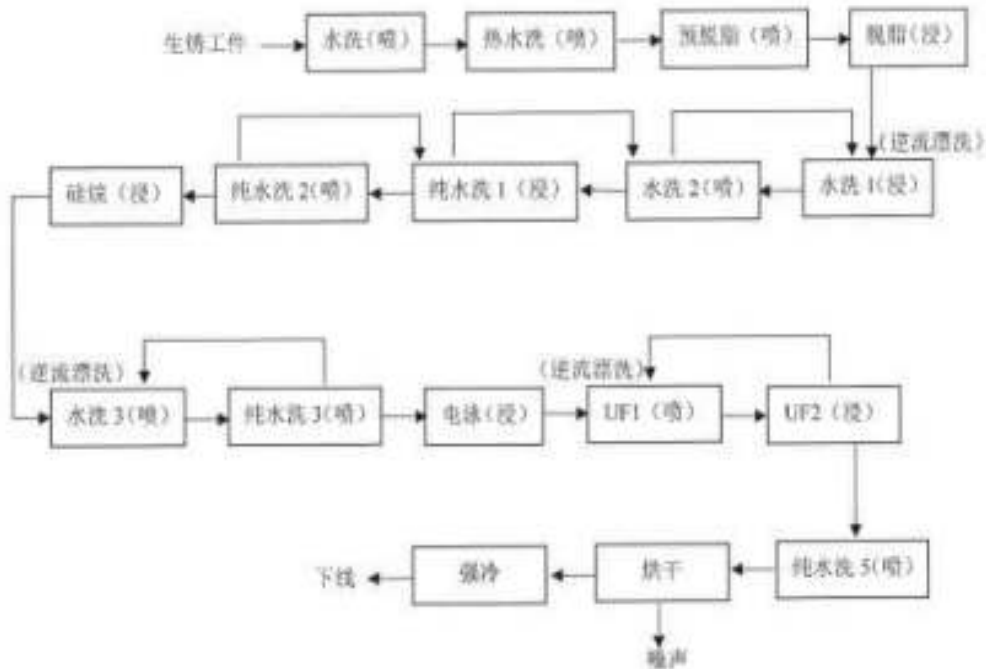 生锈工件 水洗(喷) 热水洗(喷) 预脱脂(喷) 脱脂(浸)
(逆流漂洗)
硅烷(浸) 纯水洗2(喷) 纯水洗1(浸) 水洗2(喷) 水洗1(浸)
(逆流漂洗) (逆流漂洗)
水洗3(喷) 纯水洗3(喷) 电泳(浸) UF1(喷) UF2(浸)
下线 强冷 烘干 纯水洗5(喷)
噪声